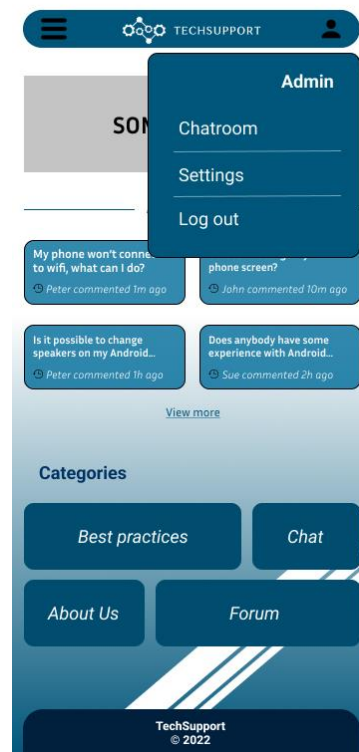 TECHSUPPORT
Admin
Chatroom
Settings
Log out
My phone won't
to wifi, what can I do?
Peter commented 1m ago
phone screen?
John commented 10m ago
Is it possible to change
speakers on my Android...
Peter commented 1h ago
Does anybody have some
experience with Android...
Sue commented 2h ago
View more
Categories
Best practices
Chat
About Us
Forum
TechSupport
© 2022